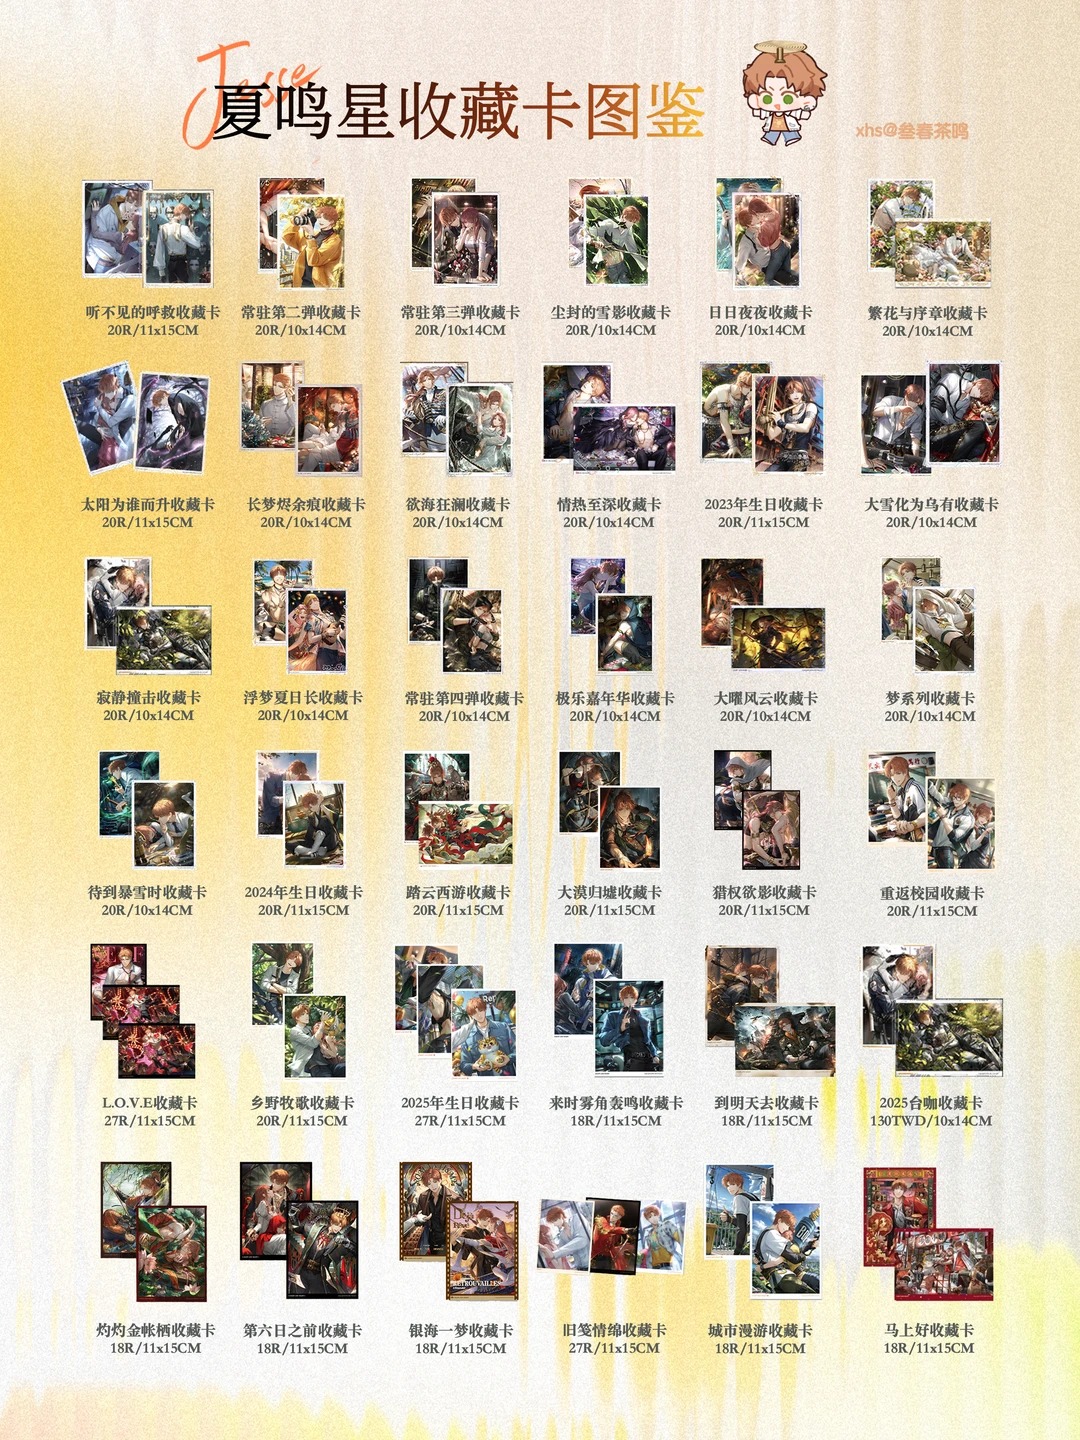 Jesse
夏鸣星收藏卡图鉴
xhs@叁春茶鸣
听不见的呼救收藏卡
20R/11x15CM
常驻第二弹收藏卡
20R/10x14CM
常驻第三弹收藏卡
20R/10x14CM
尘封的雪影收藏卡
20R/10x14CM
日日夜夜收藏卡
20R/10x14CM
繁花与序章收藏卡
20R/10x14CM
太阳为谁而升收藏卡
20R/11x15CM
长梦烬余痕收藏卡
20R/10x14CM
欲海狂澜收藏卡
20R/10x14CM
情热至深收藏卡
20R/10x14CM
2023年生日收藏卡
20R/11x15CM
大雪化为乌有收藏卡
20R/10x14CM
寂静撞击收藏卡
20R/10x14CM
浮梦夏日长收藏卡
20R/10x14CM
常驻第四弹收藏卡
20R/10x14CM
极乐嘉年华收藏卡
20R/10x14CM
大曜风云收藏卡
20R/10x14CM
梦系列收藏卡
20R/10x14CM
待到暴雪时收藏卡
20R/10x14CM
2024年生日收藏卡
20R/11x15CM
踏云西游收藏卡
20R/11x15CM
大漠归墟收藏卡
20R/11x15CM
猎权欲影收藏卡
20R/11x15CM
重返校园收藏卡
20R/11x15CM
L.O.V.E收藏卡
27R/11x15CM
乡野牧歌收藏卡
20R/11x15CM
2025年生日收藏卡
27R/11x15CM
来时雾角轰鸣收藏卡
18R/11x15CM
到明天去收藏卡
18R/11x15CM
2025台咖收藏卡
130TWD/10x14CM
RETROUVAILLES
灼灼金帐栖收藏卡
18R/11x15CM
第六日之前收藏卡
18R/11x15CM
银海一梦收藏卡
18R/11x15CM
旧笺情绵收藏卡
27R/11x15CM
城市漫游收藏卡
18R/11x15CM
马上好收藏卡
18R/11x15CM